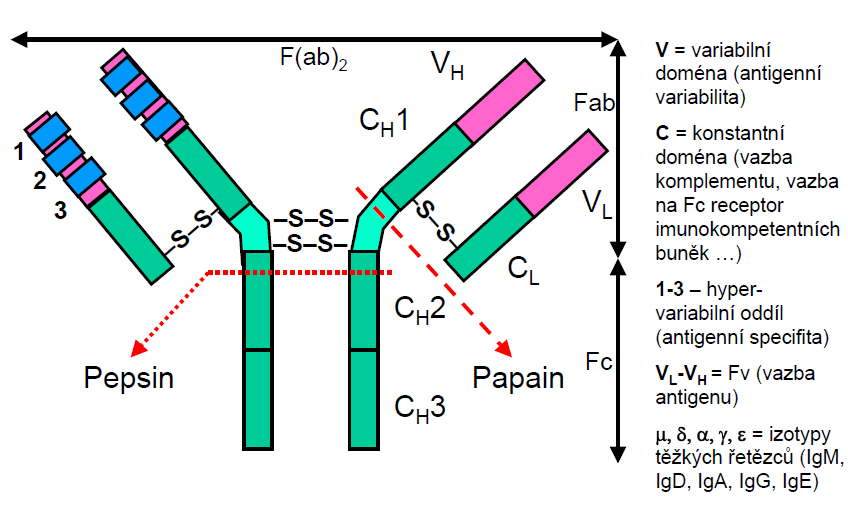 F(ab)2
VH
Fab
CH1
1
2
3
S–S
–S–S–
–S–S–
S–S
VL
CL
CH2
Pepsin
Papain
Fc
CH3
V = variabilní
doména (antigenní
variabilita)
C = konstantní
doména (vazba
komplementu, vazba
na Fc receptor
imunokompetentních
buněk ...)
1-3 – hyper-
variabilní oddíl
(antigenní specifita)
VL-VH = Fv (vazba
antigenu)
μ, δ, α, γ, ε = izotypy
těžkých řetězců (IgM,
IgD, IgA, IgG, IgE)